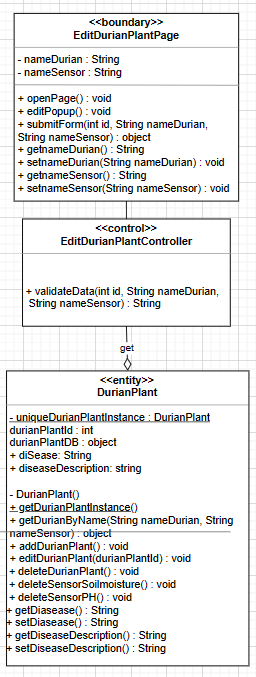 <<boundary>>
EditDurianPlantPage
- nameDurian : String
- nameSensor : String
+ openPage() : void
+ editPopup() : void
+ submitForm(int id, String nameDurian,
String nameSensor) : object
+ getnameDurian() : String
+ setnameDurian(String nameDurian) : void
+ getnameSensor() : String
+ setnameSensor(String nameSensor) : void
<<control>>
EditDurianPlantController
+ validateData(int id, String nameDurian,
String nameSensor) : String
get
<<entity>>
DurianPlant
- uniqueDurianPlantInstance : DurianPlant
durianPlantId : int
durianPlantDB : object
+ diSease: String
+ diseaseDescription: string
- DurianPlant()
+ getDurianPlantInstance()
+ getDurianByName(String nameDurian, String
nameSensor) : object
+ addDurianPlant() : void
+ editDurianPlant(durianPlantId) : void
+ deleteDurianPlant() : void
+ deleteSensorSoilmoisture() : void
+ deleteSensorPH() : void
+ getDiasease() : String
+ setDiasease() : String
+ getDiseaseDescription() : String
+ setDiseaseDescription() : String